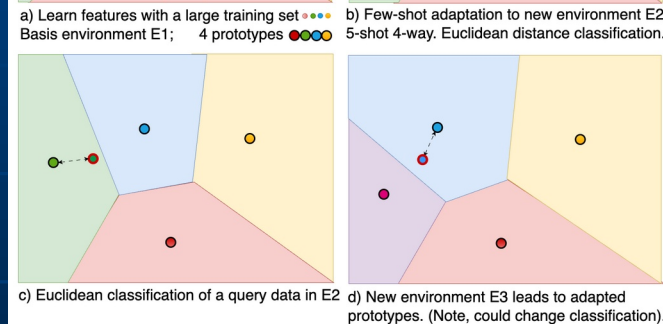 a) Learn features with a large training set
Basis environment E1; 4 prototypes
b) Few-shot adaptation to new environment E2
5-shot 4-way. Euclidean distance classification.
c) Euclidean classification of a query data in E2
d) New environment E3 leads to adapted
prototypes. (Note, could change classification).